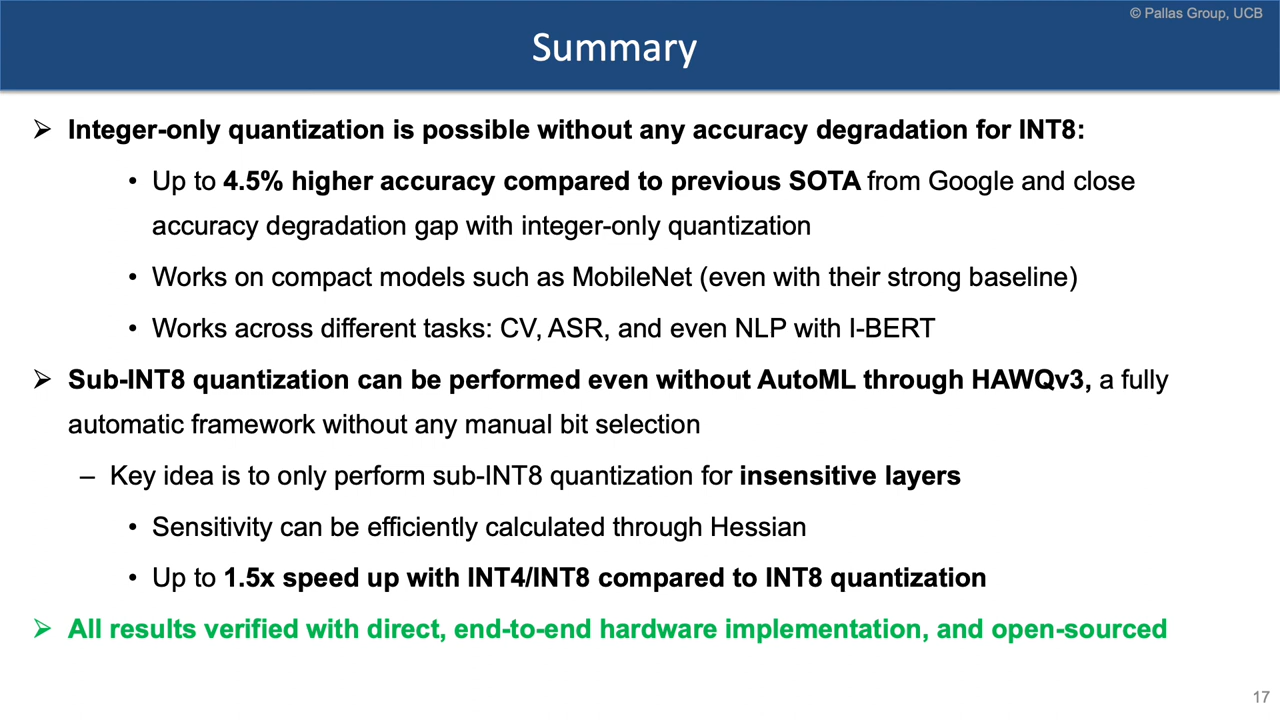 © Pallas Group, UCB
Summary
➢ Integer-only quantization is possible without any accuracy degradation for INT8:
• Up to 4.5% higher accuracy compared to previous SOTA from Google and close
accuracy degradation gap with integer-only quantization
• Works on compact models such as MobileNet (even with their strong baseline)
• Works across different tasks: CV, ASR, and even NLP with I-BERT
➢ Sub-INT8 quantization can be performed even without AutoML through HAWQv3, a fully
automatic framework without any manual bit selection
– Key idea is to only perform sub-INT8 quantization for insensitive layers
• Sensitivity can be efficiently calculated through Hessian
• Up to 1.5x speed up with INT4/INT8 compared to INT8 quantization
➢ All results verified with direct, end-to-end hardware implementation, and open-sourced
17